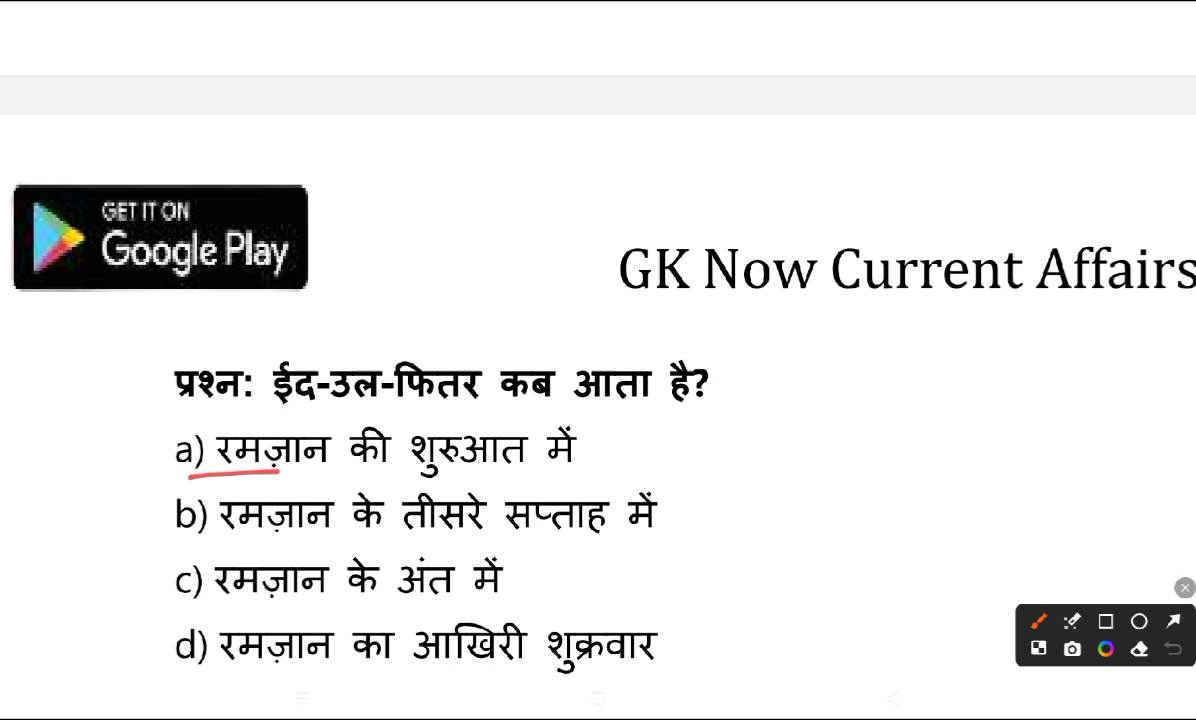 GET IT ON
Google Play
GK Now Current Affairs
प्रश्न: ईद-उल-फितर कब आता है?
a) रमज़ान की शुरुआत में
b) रमज़ान के तीसरे सप्ताह में
c) रमज़ान के अंत में
d) रमज़ान का आखिरी शुक्रवार